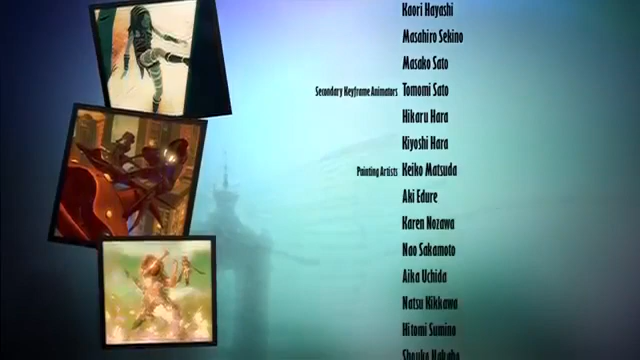 Kaori Hayashi
Masahiro Sekino
Masako Sato
Secondary Keyframe Animators Tomomi Sato
Hikaru Hara
Kiyoshi Hara
Painting Artists Keiko Matsuda
Aki Edure
Karen Nozawa
Nao Sakamoto
Aika Uchida
Natsu Kikkawa
Hitomi Sumino